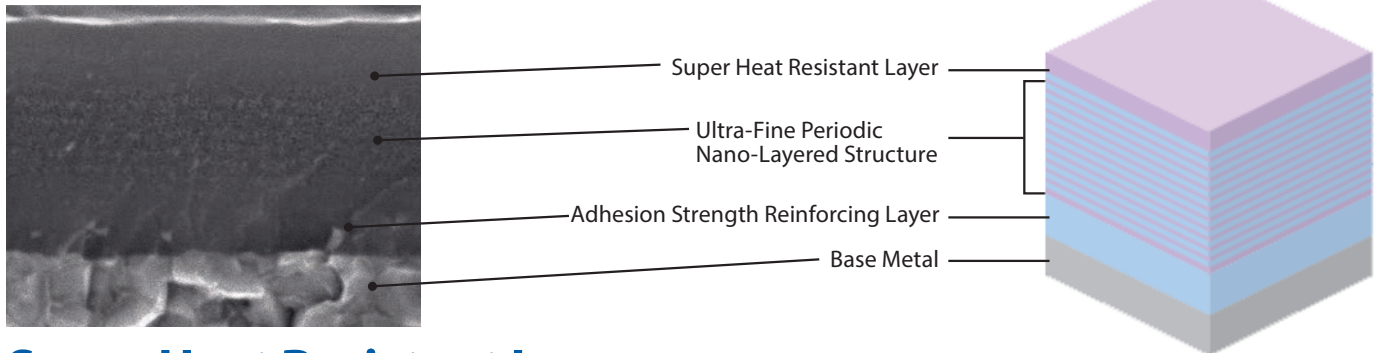 Super Heat Resistant Layer
Ultra-Fine Periodic
Nano-Layered Structure
Adhesion Strength Reinforcing Layer
Base Metal